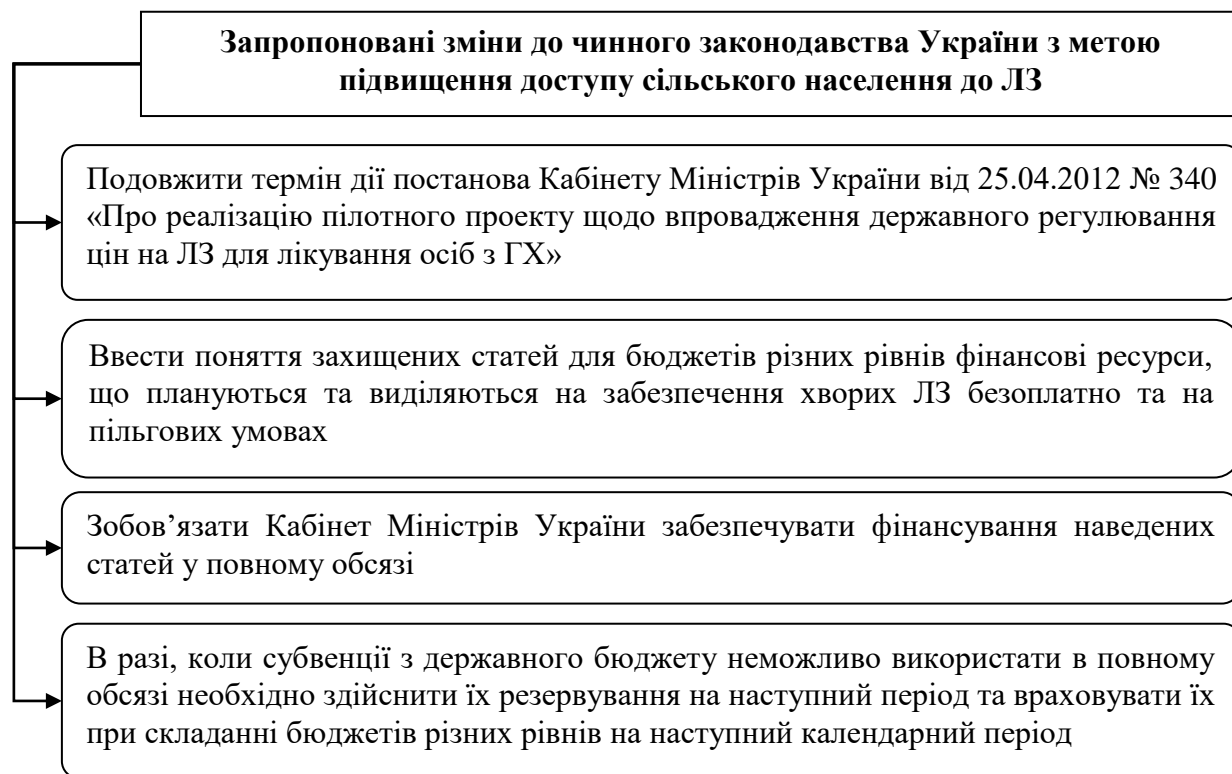 Запропоновані зміни до чинного законодавства України з метою
підвищення доступу сільського населення до ЛЗ
Подовжити термін дії постанова Кабінету Міністрів України від 25.04.2012 № 340
«Про реалізацію пілотного проекту щодо впровадження державного регулювання
цін на ЛЗ для лікування осіб з ГХ»
Ввести поняття захищених статей для бюджетів різних рівнів фінансові ресурси,
що плануються та виділяються на забезпечення хворих ЛЗ безоплатно та на
пільгових умовах
Зобов’язати Кабінет Міністрів України забезпечувати фінансування наведених
статей у повному обсязі
В разі, коли субвенції з державного бюджету неможливо використати в повному
обсязі необхідно здійснити їх резервування на наступний період та враховувати їх
при складанні бюджетів різних рівнів на наступний календарний період